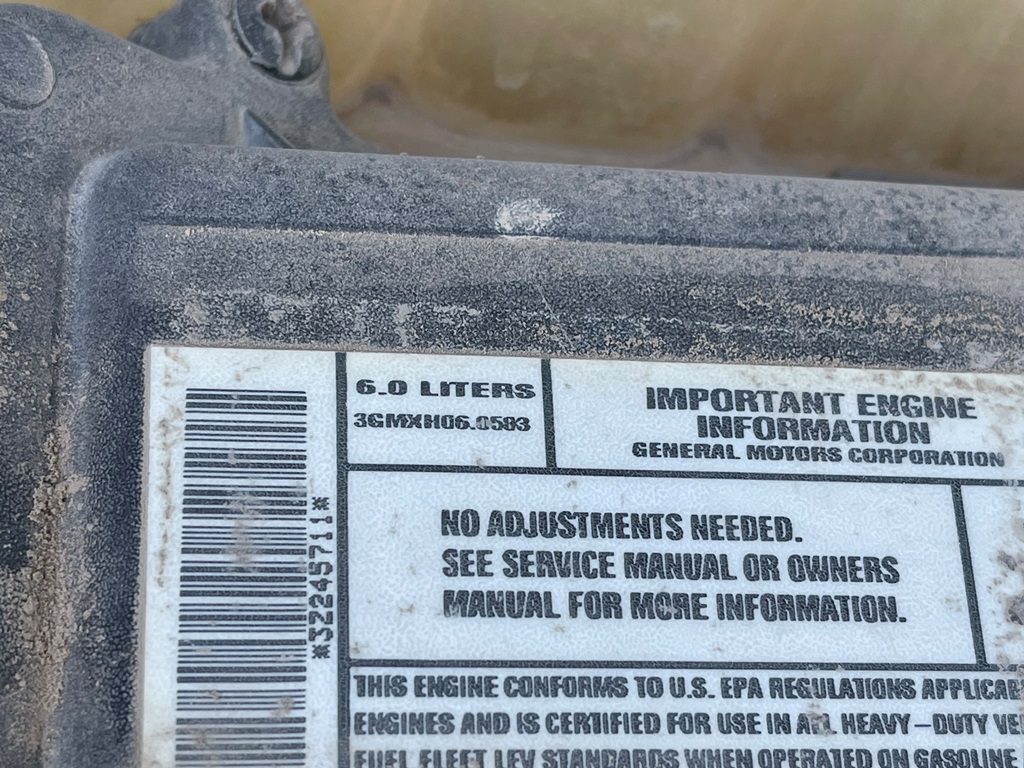 6.0 LITERS
3GMXH06.0583
IMPORTANT ENGINE
INFORMATION
GENERAL MOTORS CORPORATION
*32245711*
NO ADJUSTMENTS NEEDED.
SEE SERVICE MANUAL OR OWNERS
MANUAL FOR MORE INFORMATION.
THIS ENGINE CONFORMS TO U.S. EPA REGULATIONS
ENGINES AND IS CERTIFIED FOR USE IN ALL HEAVY-DUTY
FUEL FLEET LEV STANDARDS WHEN OPERATED ON GASOLINE